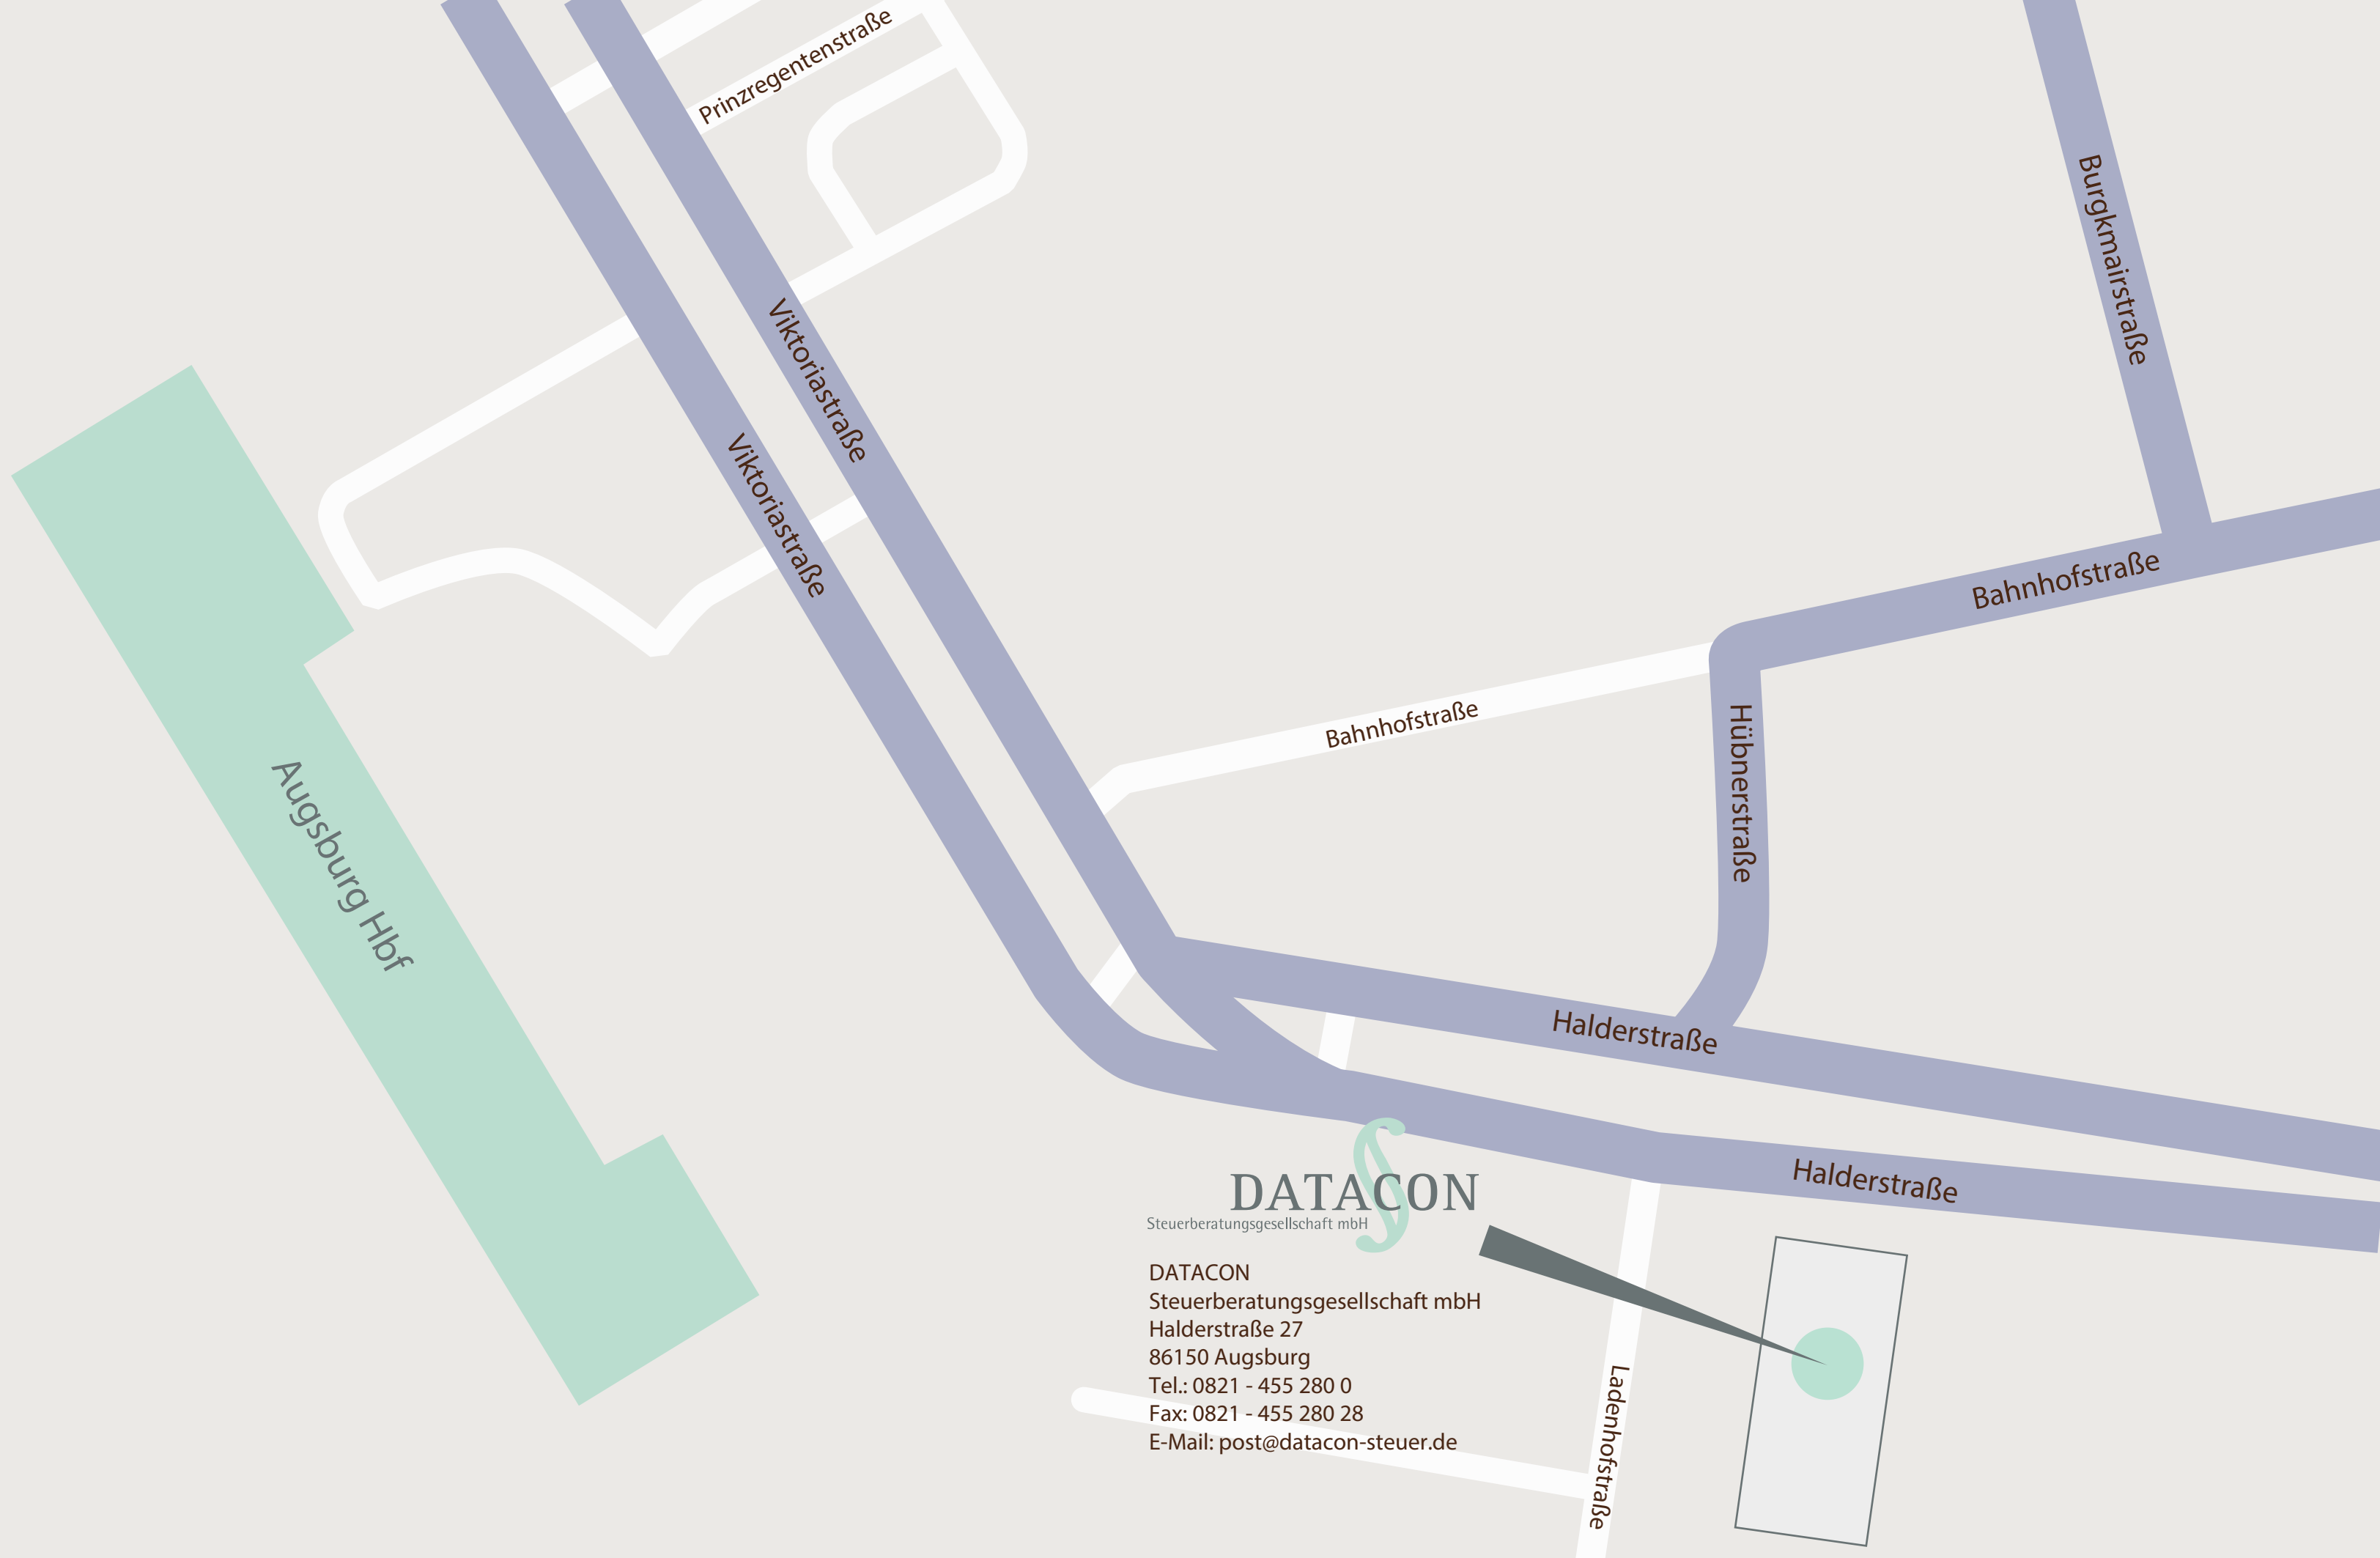 Prinzregentenstraße
Burgkmairstraße
Viktoriastraße
Viktoriastraße
Bahnhofstraße
Bahnhofstraße
Hübnerstraße
Augsburg Hbf
Halderstraße
Halderstraße
§
DATACON
Steuerberatungsgesellschaft mbH
DATACON
Steuerberatungsgesellschaft mbH
Halderstraße 27
86150 Augsburg
Tel.: 0821 - 455 280 0
Fax: 0821 - 455 280 28
E-Mail: post@datacon-steuer.de
Ladenhofstraße